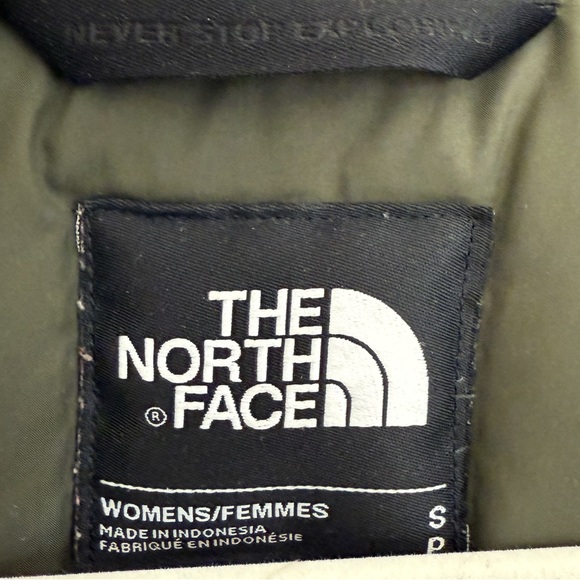 NEVER STOP EXPLORING
THE
NORTH
® FACE
WOMENS/FEMMES S
MADE IN INDONESIA
FABRIQUÉ EN INDONÉSIE P